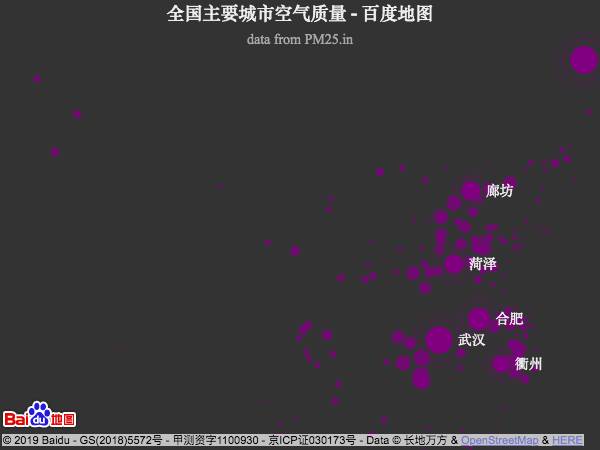 全国主要城市空气质量 - 百度地图
data from PM25.in
廊坊
菏泽
合肥
武汉
衢州
Bai du 地图
© 2019 Baidu - GS(2018)5572号 - 甲测资字1100930 - 京ICP证030173号 - Data © 长地万方 & OpenStreetMap & HERE